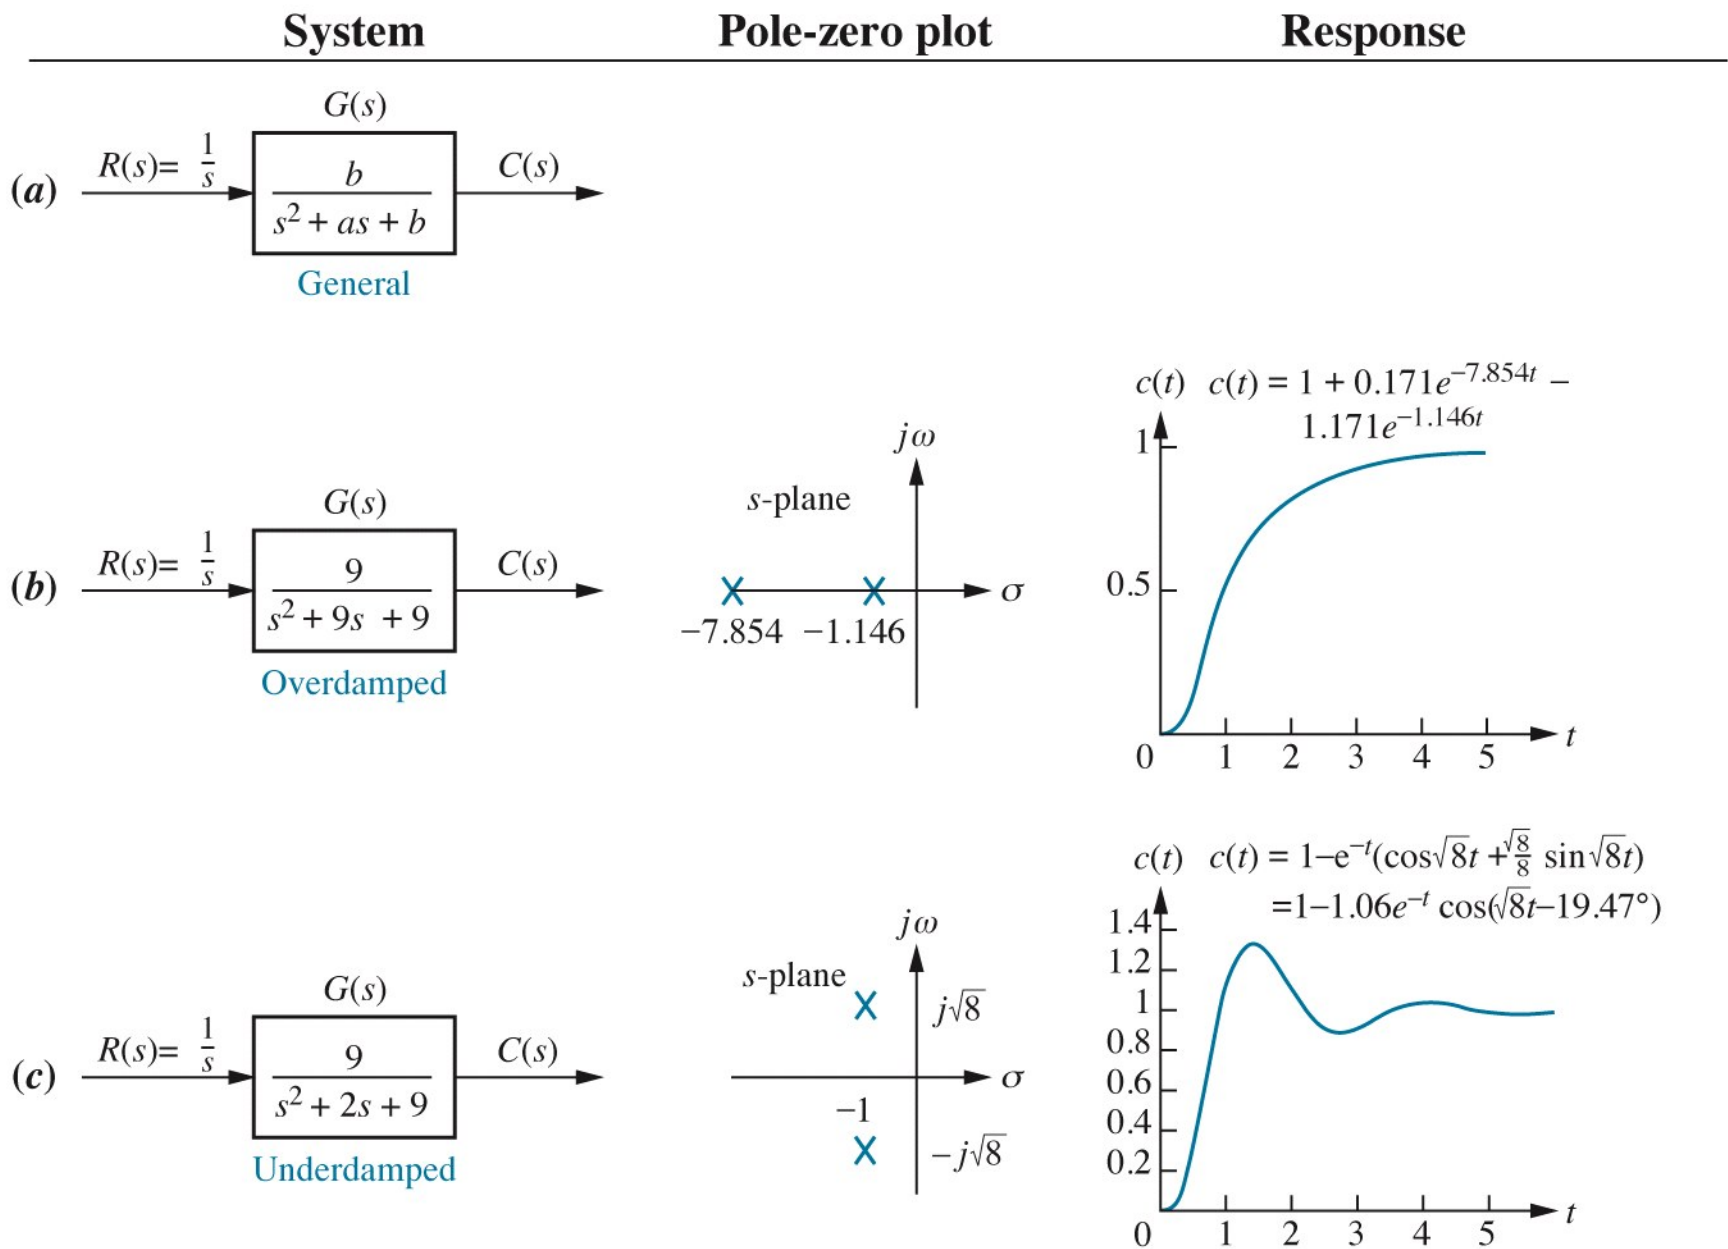 System Pole-zero plot Response
G(s)
(a) R(s)= 1/s b/(s² + as + b) C(s)
General
c(t) c(t) = 1 + 0.171e^−7.854t −
1.171e^−1.146t
1
jω
s-plane
G(s)
(b) R(s)= 1/s 9/(s² + 9s + 9) C(s)
σ
0.5
−7.854 −1.146
Overdamped
t
0 1 2 3 4 5
c(t) c(t) = 1−e^−t(cos√8t + √8/8 sin√8t)
=1−1.06e^−t cos(√8t−19.47°)
1.4
jω
1.2
s-plane
j√8
1
G(s)
0.8
(c) R(s)= 1/s 9/(s² + 2s + 9) C(s)
σ
0.6
−1
0.4
−j√8
0.2
Underdamped
t
0 1 2 3 4 5